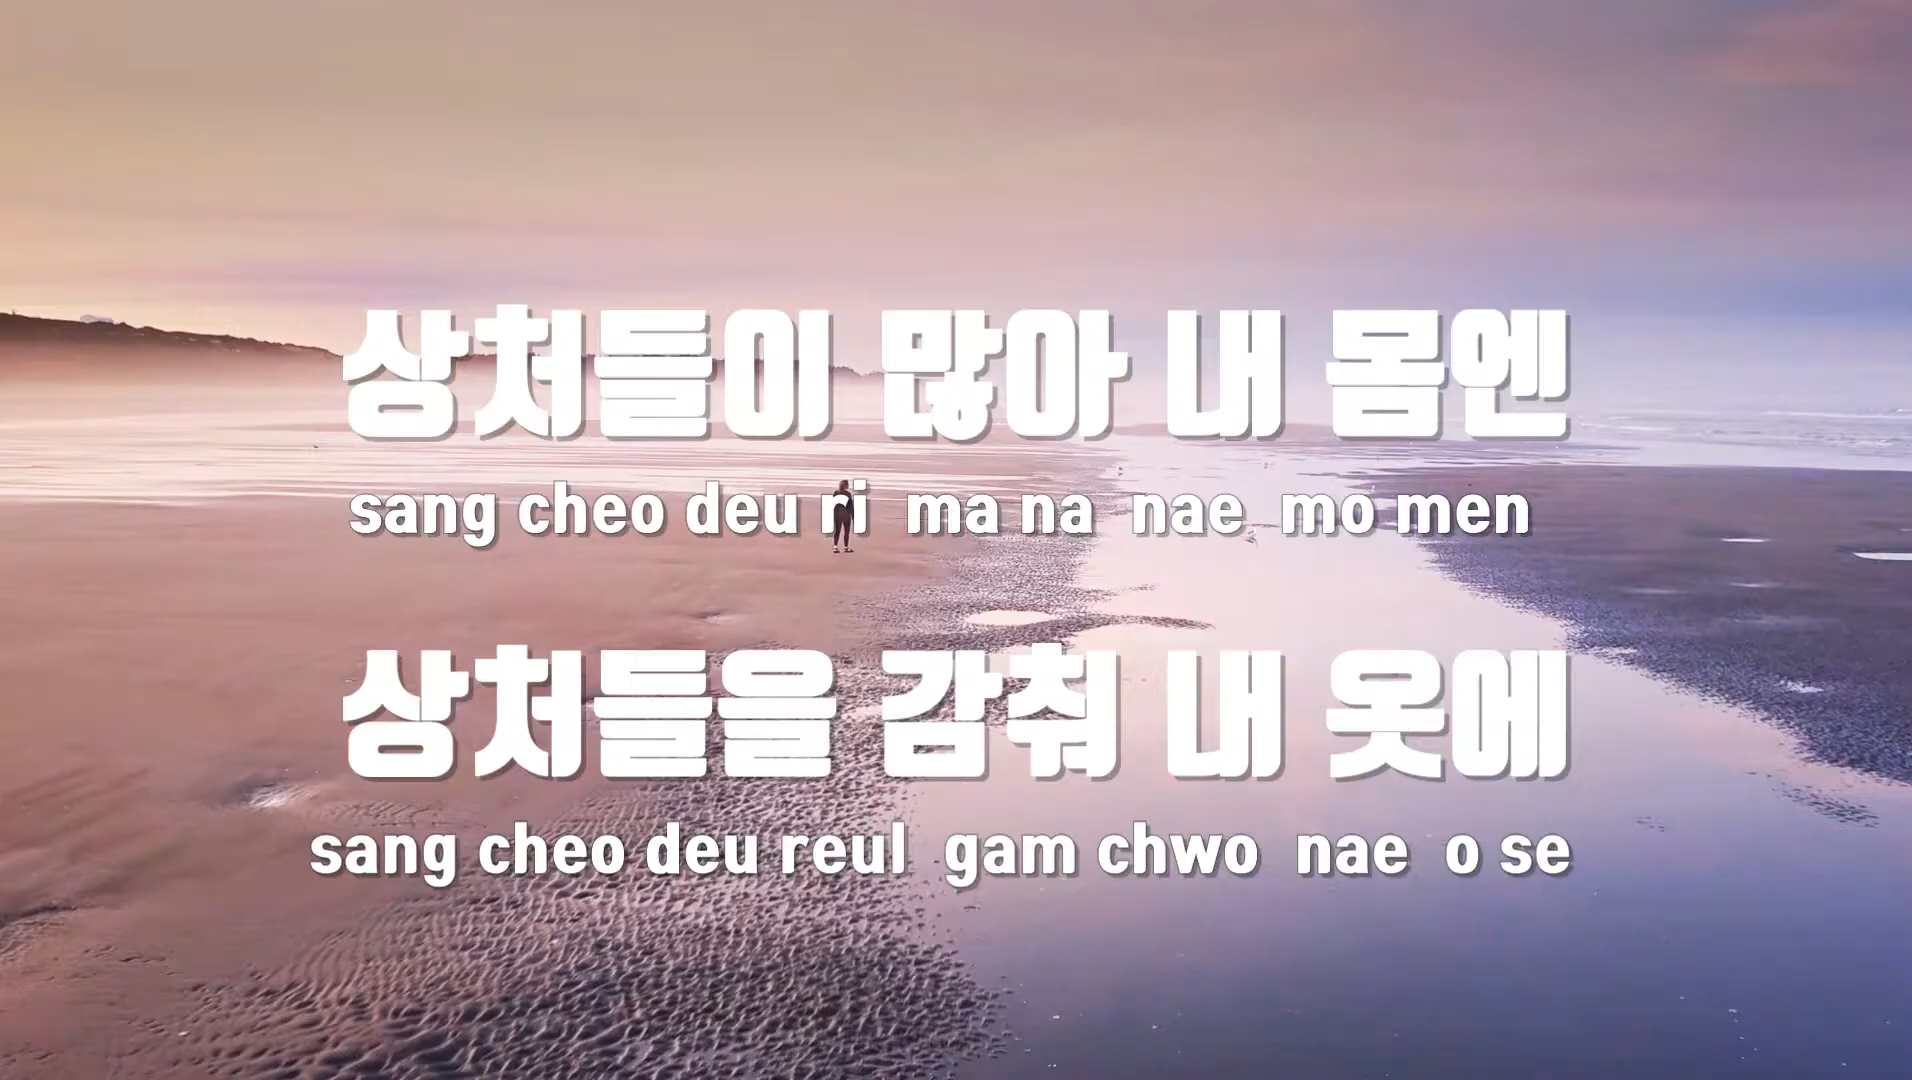 상처들이 많아 내 몸엔
sang cheo deu ri ma na nae mo men
상처들을 감춰 내 옷에
sang cheo deu reul gam chwo nae o se